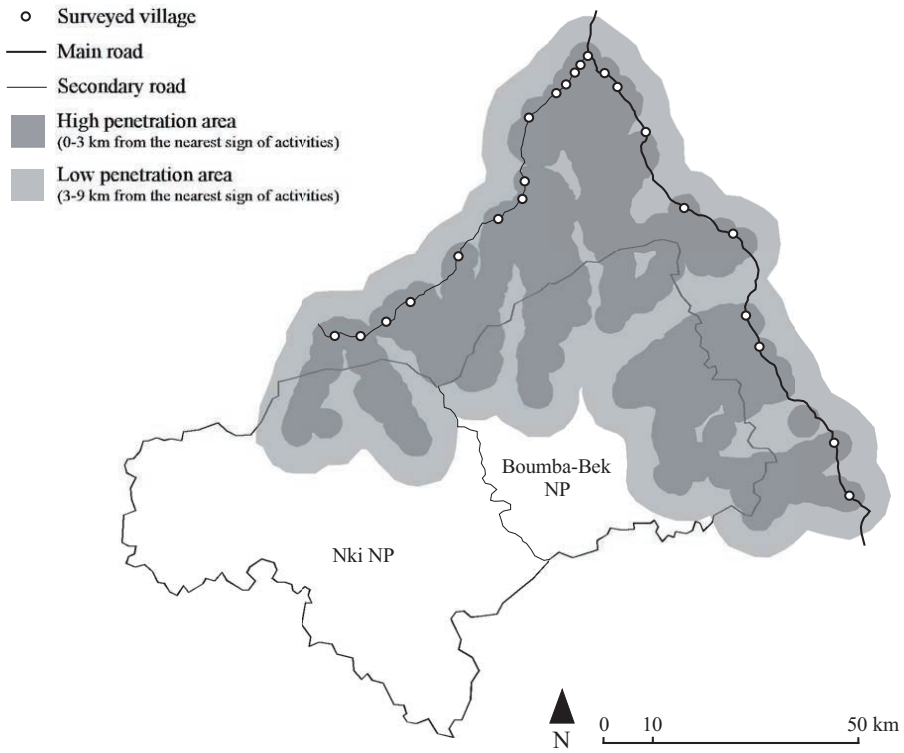 Surveyed village
Main road
Secondary road
High penetration area
(0-3 km from the nearest sign of activities)
Low penetration area
(3-9 km from the nearest sign of activities)
Boumba-Bek
NP
Nki NP
N
0 10 50 km